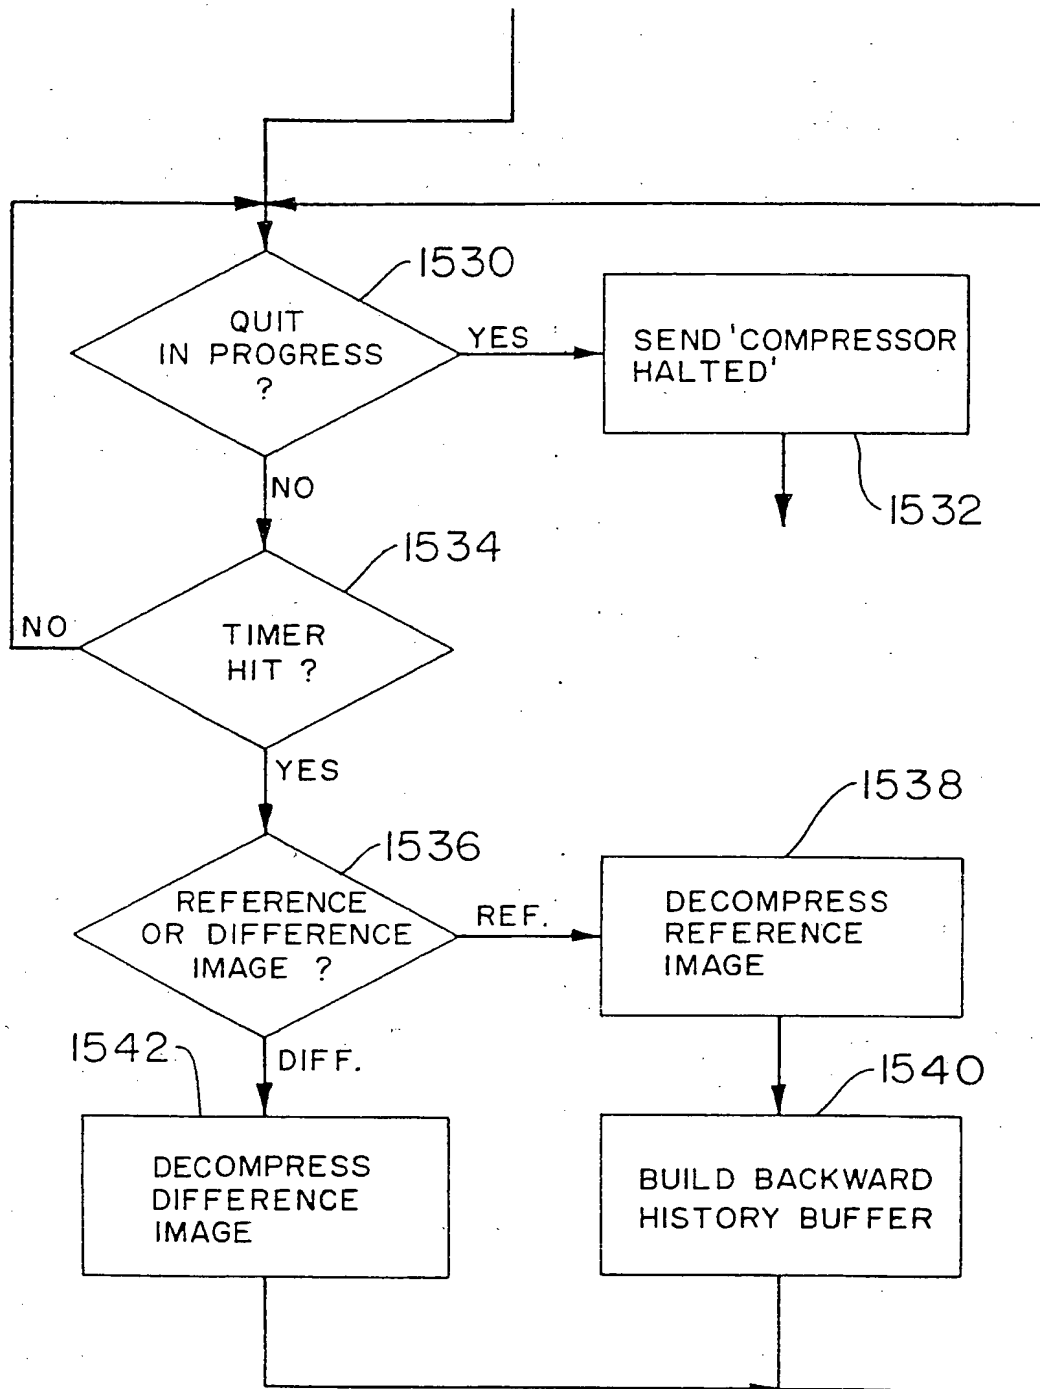 1530
QUIT
IN PROGRESS
?
YES
SEND 'COMPRESSOR
HALTED'
1532
NO
1534
TIMER
HIT ?
NO
YES
1536
REFERENCE
OR DIFFERENCE
IMAGE ?
REF.
1538
DECOMPRESS
REFERENCE
IMAGE
DIFF.
1542
DECOMPRESS
DIFFERENCE
IMAGE
1540
BUILD BACKWARD
HISTORY BUFFER